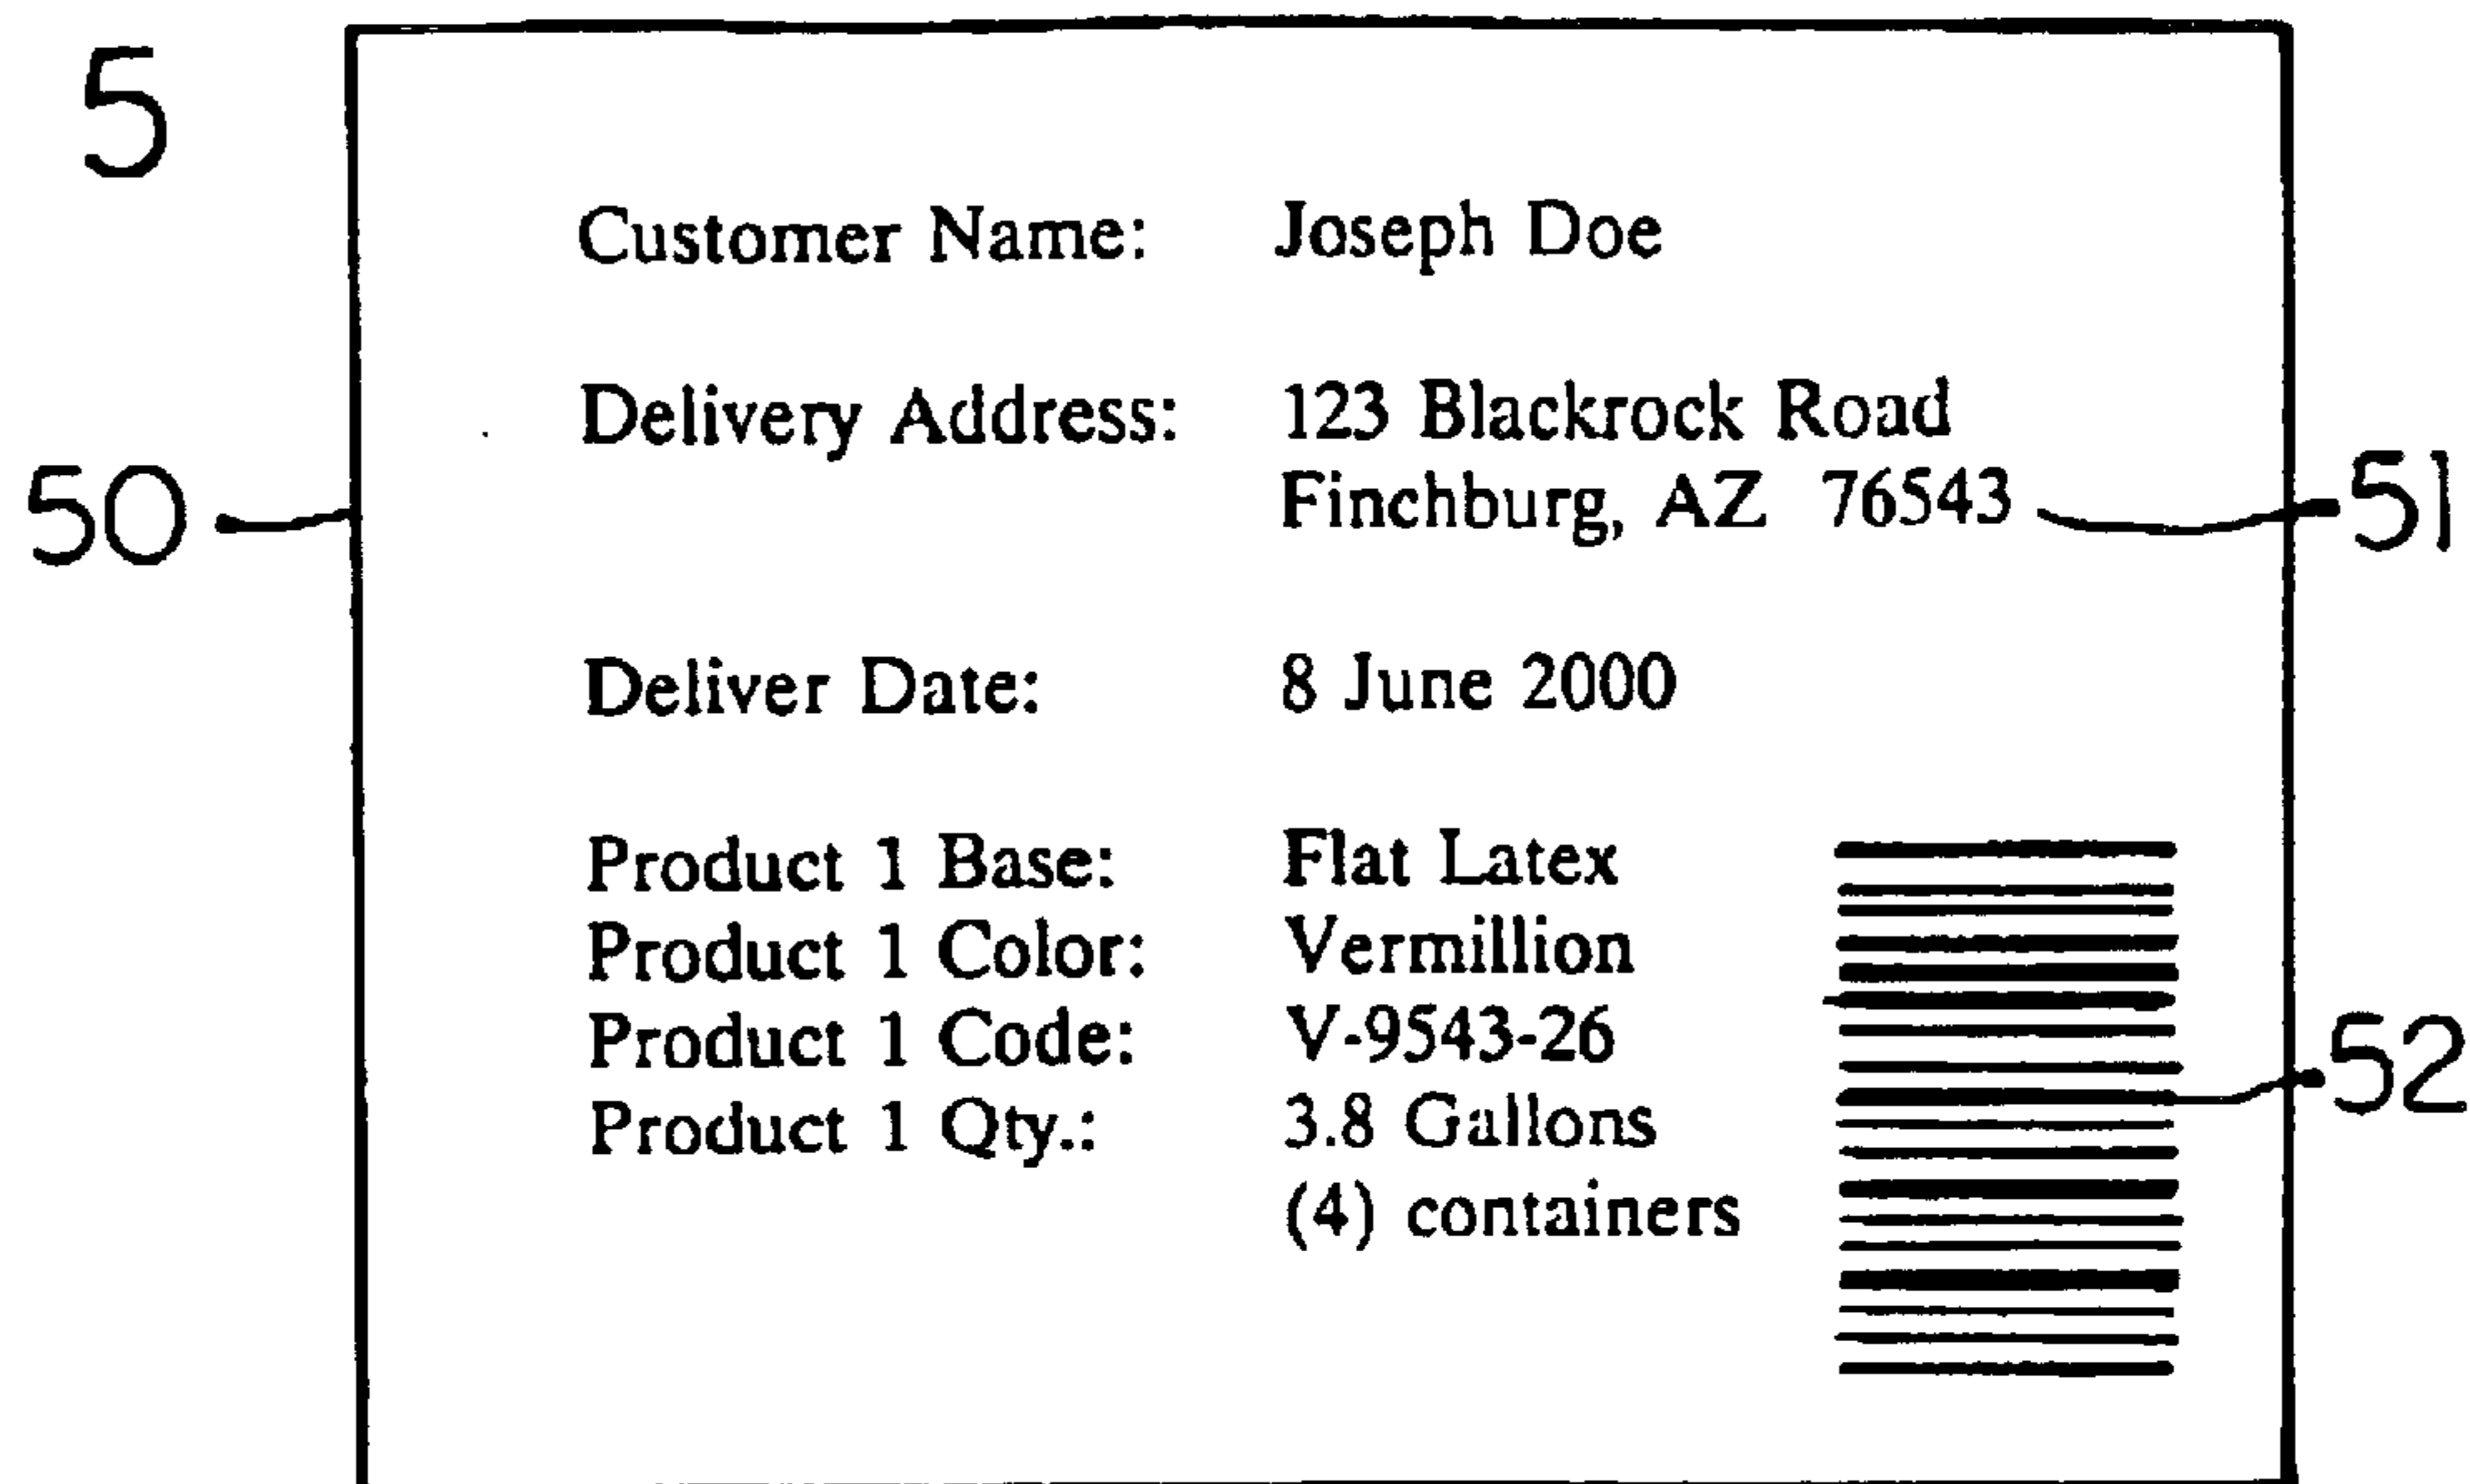 5
Customer Name: Joseph Doe
Delivery Address: 123 Blackrock Road
Finchburg, AZ 76543
50
51
Deliver Date: 8 June 2000
Product 1 Base: Flat Latex
Product 1 Color: Vermillion
Product 1 Code: V-9543-26
52
Product 1 Qty.: 3.8 Gallons
(4) containers